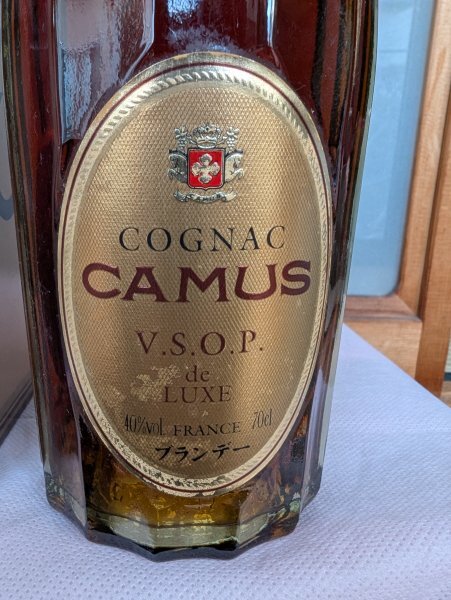 COGNAC
CAMUS
V.S.O.P.
de
LUXE
40%vol. FRANCE 70cl
ブランデー